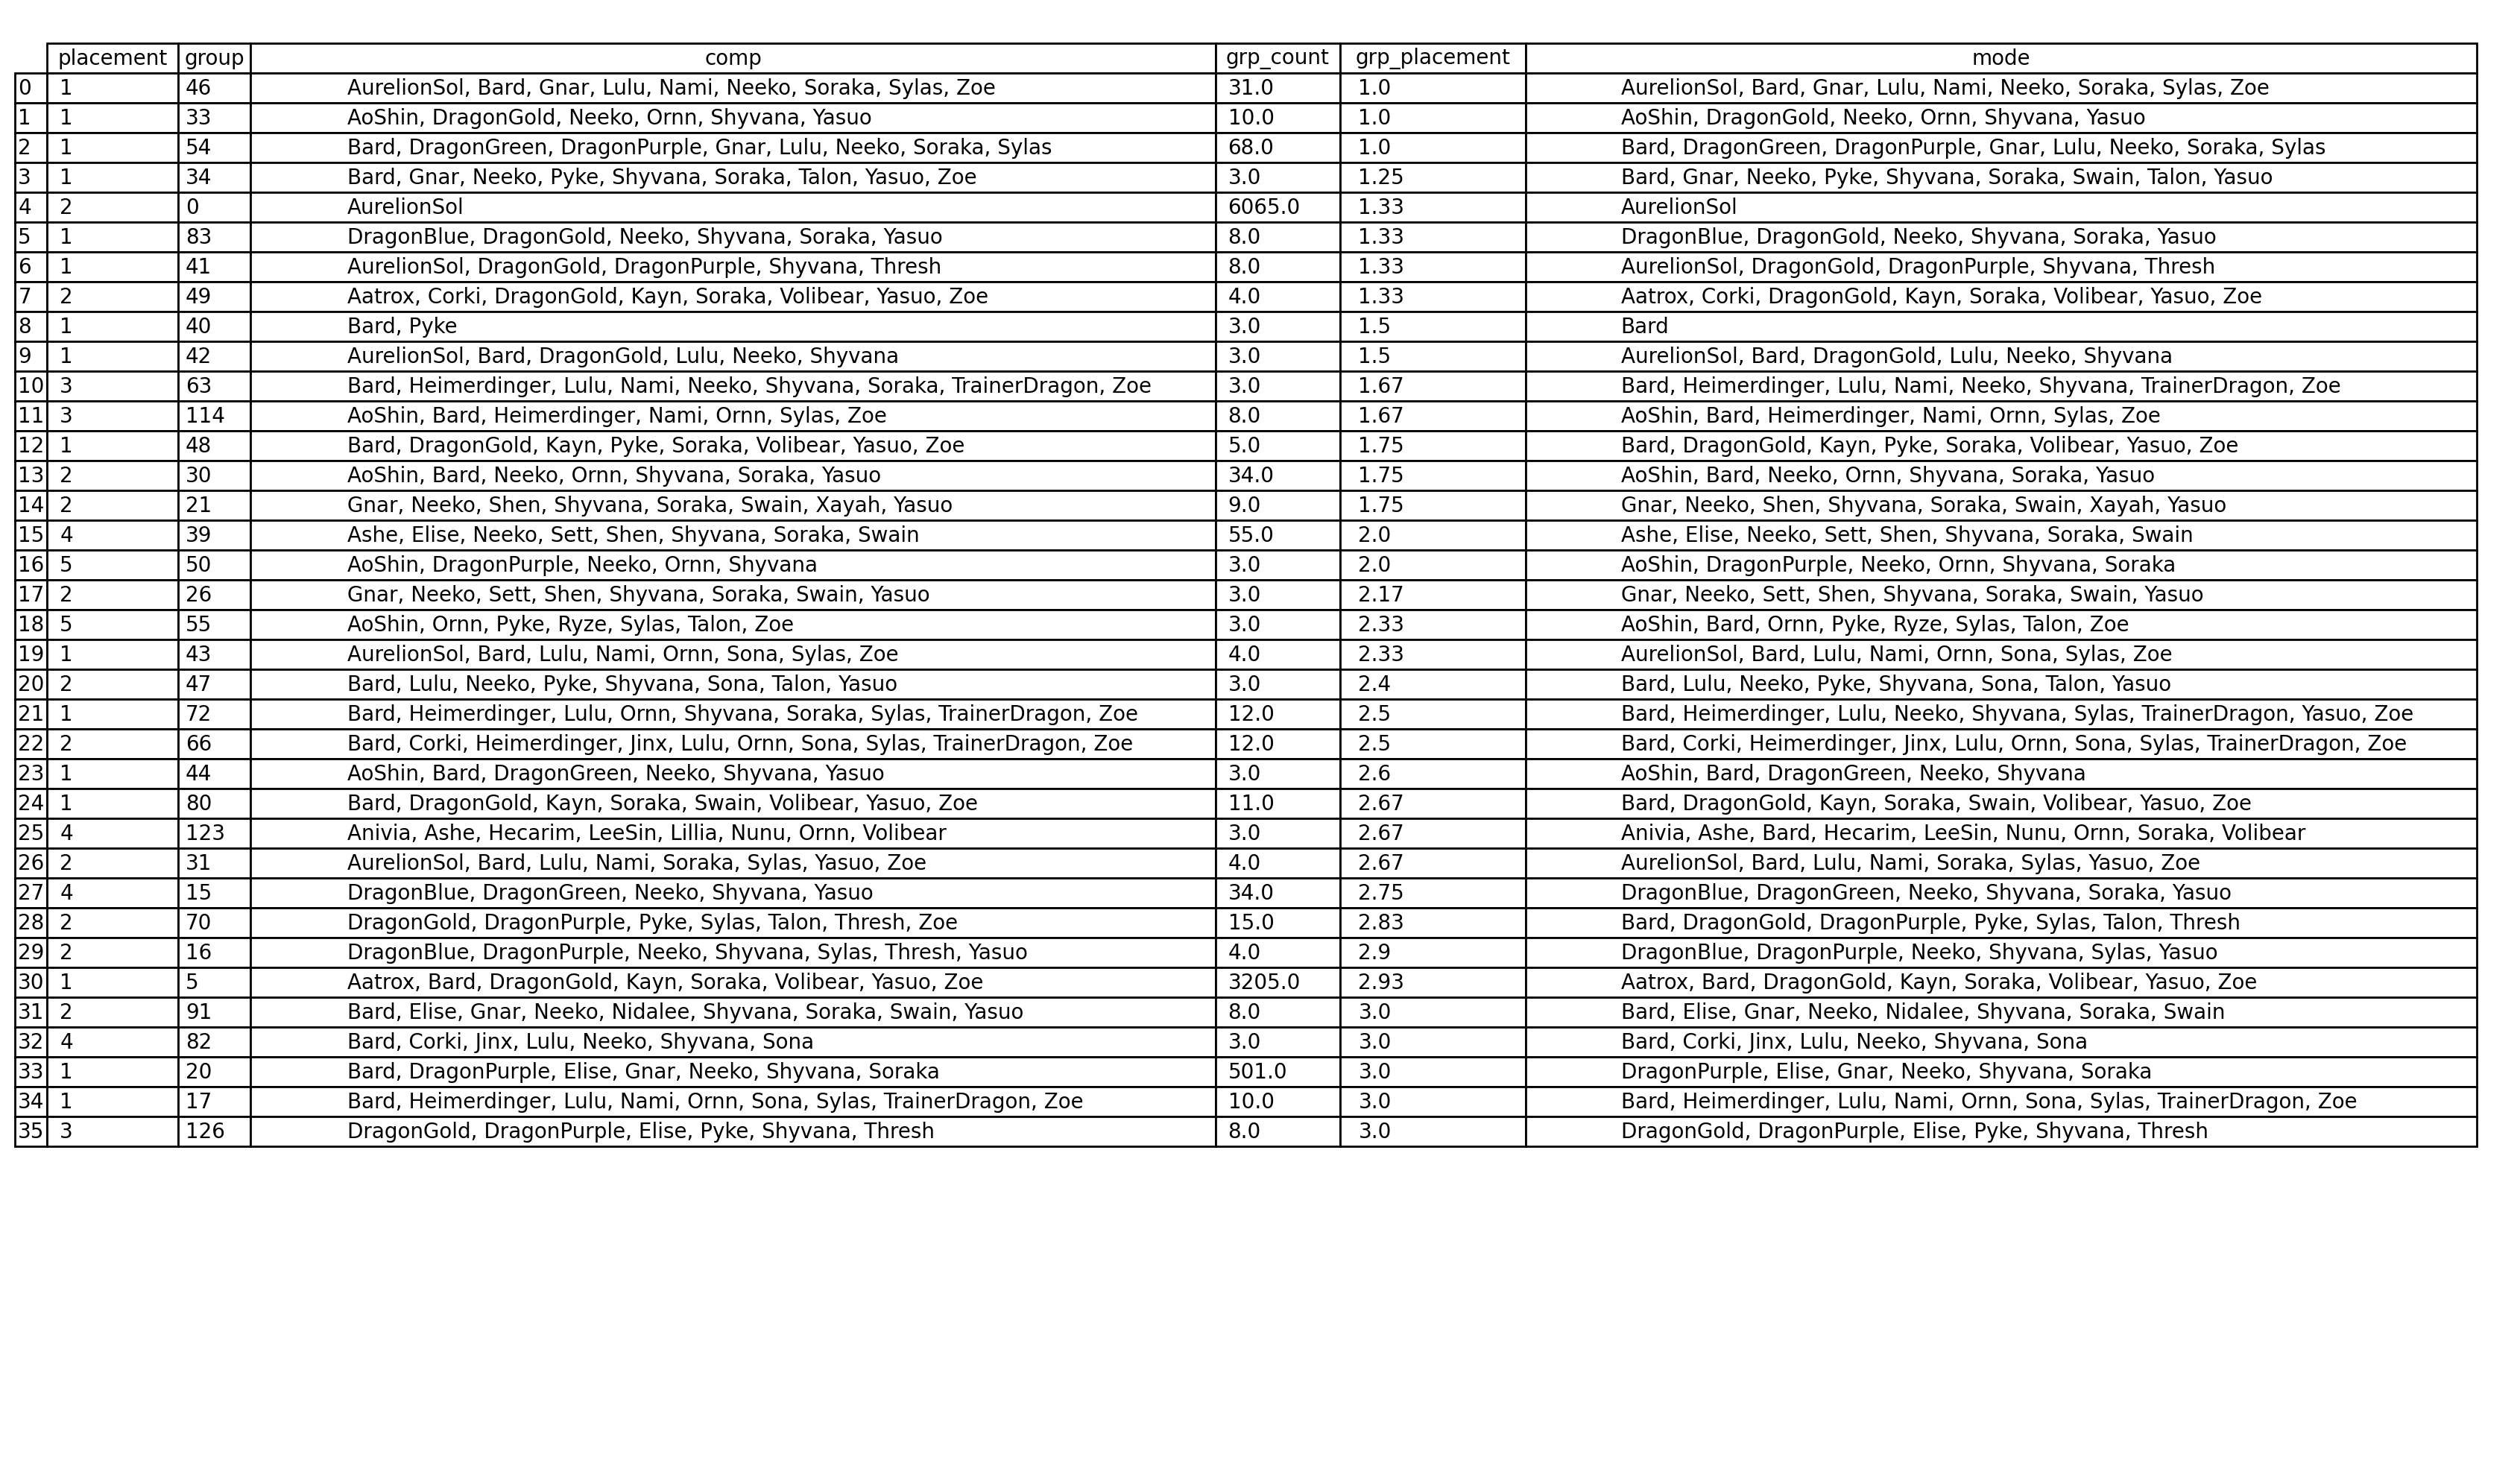 placement group comp grp_count grp_placement mode
0 1 46 AurelionSol, Bard, Gnar, Lulu, Nami, Neeko, Soraka, Sylas, Zoe 31.0 1.0 AurelionSol, Bard, Gnar, Lulu, Nami, Neeko, Soraka, Sylas, Zoe
1 1 33 AoShin, DragonGold, Neeko, Ornn, Shyvana, Yasuo 10.0 1.0 AoShin, DragonGold, Neeko, Ornn, Shyvana, Yasuo
2 1 54 Bard, DragonGreen, DragonPurple, Gnar, Lulu, Neeko, Soraka, Sylas 68.0 1.0 Bard, DragonGreen, DragonPurple, Gnar, Lulu, Neeko, Soraka, Sylas
3 1 34 Bard, Gnar, Neeko, Pyke, Shyvana, Soraka, Talon, Yasuo, Zoe 3.0 1.25 Bard, Gnar, Neeko, Pyke, Shyvana, Soraka, Swain, Talon, Yasuo
4 2 0 AurelionSol 6065.0 1.33 AurelionSol
5 1 83 DragonBlue, DragonGold, Neeko, Shyvana, Soraka, Yasuo 8.0 1.33 DragonBlue, DragonGold, Neeko, Shyvana, Soraka, Yasuo
6 1 41 AurelionSol, DragonGold, DragonPurple, Shyvana, Thresh 8.0 1.33 AurelionSol, DragonGold, DragonPurple, Shyvana, Thresh
7 2 49 Aatrox, Corki, DragonGold, Kayn, Soraka, Volibear, Yasuo, Zoe 4.0 1.33 Aatrox, Corki, DragonGold, Kayn, Soraka, Volibear, Yasuo, Zoe
8 1 40 Bard, Pyke 3.0 1.5 Bard
9 1 42 AurelionSol, Bard, DragonGold, Lulu, Neeko, Shyvana 3.0 1.5 AurelionSol, Bard, DragonGold, Lulu, Neeko, Shyvana
10 3 63 Bard, Heimerdinger, Lulu, Nami, Neeko, Shyvana, Soraka, TrainerDragon, Zoe 3.0 1.67 Bard, Heimerdinger, Lulu, Nami, Neeko, Shyvana, TrainerDragon, Zoe
11 3 114 AoShin, Bard, Heimerdinger, Nami, Ornn, Sylas, Zoe 8.0 1.67 AoShin, Bard, Heimerdinger, Nami, Ornn, Sylas, Zoe
12 1 48 Bard, DragonGold, Kayn, Pyke, Soraka, Volibear, Yasuo, Zoe 5.0 1.75 Bard, DragonGold, Kayn, Pyke, Soraka, Volibear, Yasuo, Zoe
13 2 30 AoShin, Bard, Neeko, Ornn, Shyvana, Soraka, Yasuo 34.0 1.75 AoShin, Bard, Neeko, Ornn, Shyvana, Soraka, Yasuo
14 2 21 Gnar, Neeko, Shen, Shyvana, Soraka, Swain, Xayah, Yasuo 9.0 1.75 Gnar, Neeko, Shen, Shyvana, Soraka, Swain, Xayah, Yasuo
15 4 39 Ashe, Elise, Neeko, Sett, Shen, Shyvana, Soraka, Swain 55.0 2.0 Ashe, Elise, Neeko, Sett, Shen, Shyvana, Soraka, Swain
16 5 50 AoShin, DragonPurple, Neeko, Ornn, Shyvana 3.0 2.0 AoShin, DragonPurple, Neeko, Ornn, Shyvana, Soraka
17 2 26 Gnar, Neeko, Sett, Shen, Shyvana, Soraka, Swain, Yasuo 3.0 2.17 Gnar, Neeko, Sett, Shen, Shyvana, Soraka, Swain, Yasuo
18 5 55 AoShin, Ornn, Pyke, Ryze, Sylas, Talon, Zoe 3.0 2.33 AoShin, Bard, Ornn, Pyke, Ryze, Sylas, Talon, Zoe
19 1 43 AurelionSol, Bard, Lulu, Nami, Ornn, Sona, Sylas, Zoe 4.0 2.33 AurelionSol, Bard, Lulu, Nami, Ornn, Sona, Sylas, Zoe
20 2 47 Bard, Lulu, Neeko, Pyke, Shyvana, Sona, Talon, Yasuo 3.0 2.4 Bard, Lulu, Neeko, Pyke, Shyvana, Sona, Talon, Yasuo
21 1 72 Bard, Heimerdinger, Lulu, Ornn, Shyvana, Soraka, Sylas, TrainerDragon, Zoe 12.0 2.5 Bard, Heimerdinger, Lulu, Neeko, Shyvana, Sylas, TrainerDragon, Yasuo, Zoe
22 2 66 Bard, Corki, Heimerdinger, Jinx, Lulu, Ornn, Sona, Sylas, TrainerDragon, Zoe 12.0 2.5 Bard, Corki, Heimerdinger, Jinx, Lulu, Ornn, Sona, Sylas, TrainerDragon, Zoe
23 1 44 AoShin, Bard, DragonGreen, Neeko, Shyvana, Yasuo 3.0 2.6 AoShin, Bard, DragonGreen, Neeko, Shyvana
24 1 80 Bard, DragonGold, Kayn, Soraka, Swain, Volibear, Yasuo, Zoe 11.0 2.67 Bard, DragonGold, Kayn, Soraka, Swain, Volibear, Yasuo, Zoe
25 4 123 Anivia, Ashe, Hecarim, LeeSin, Lillia, Nunu, Ornn, Volibear 3.0 2.67 Anivia, Ashe, Bard, Hecarim, LeeSin, Nunu, Ornn, Soraka, Volibear
26 2 31 AurelionSol, Bard, Lulu, Nami, Soraka, Sylas, Yasuo, Zoe 4.0 2.67 AurelionSol, Bard, Lulu, Nami, Soraka, Sylas, Yasuo, Zoe
27 4 15 DragonBlue, DragonGreen, Neeko, Shyvana, Yasuo 34.0 2.75 DragonBlue, DragonGreen, Neeko, Shyvana, Soraka, Yasuo
28 2 70 DragonGold, DragonPurple, Pyke, Sylas, Talon, Thresh, Zoe 15.0 2.83 Bard, DragonGold, DragonPurple, Pyke, Sylas, Talon, Thresh
29 2 16 DragonBlue, DragonPurple, Neeko, Shyvana, Sylas, Thresh, Yasuo 4.0 2.9 DragonBlue, DragonPurple, Neeko, Shyvana, Sylas, Yasuo
30 1 5 Aatrox, Bard, DragonGold, Kayn, Soraka, Volibear, Yasuo, Zoe 3205.0 2.93 Aatrox, Bard, DragonGold, Kayn, Soraka, Volibear, Yasuo, Zoe
31 2 91 Bard, Elise, Gnar, Neeko, Nidalee, Shyvana, Soraka, Swain, Yasuo 8.0 3.0 Bard, Elise, Gnar, Neeko, Nidalee, Shyvana, Soraka, Swain
32 4 82 Bard, Corki, Jinx, Lulu, Neeko, Shyvana, Sona 3.0 3.0 Bard, Corki, Jinx, Lulu, Neeko, Shyvana, Sona
33 1 20 Bard, DragonPurple, Elise, Gnar, Neeko, Shyvana, Soraka 501.0 3.0 DragonPurple, Elise, Gnar, Neeko, Shyvana, Soraka
34 1 17 Bard, Heimerdinger, Lulu, Nami, Ornn, Sona, Sylas, TrainerDragon, Zoe 10.0 3.0 Bard, Heimerdinger, Lulu, Nami, Ornn, Sona, Sylas, TrainerDragon, Zoe
35 3 126 DragonGold, DragonPurple, Elise, Pyke, Shyvana, Thresh 8.0 3.0 DragonGold, DragonPurple, Elise, Pyke, Shyvana, Thresh